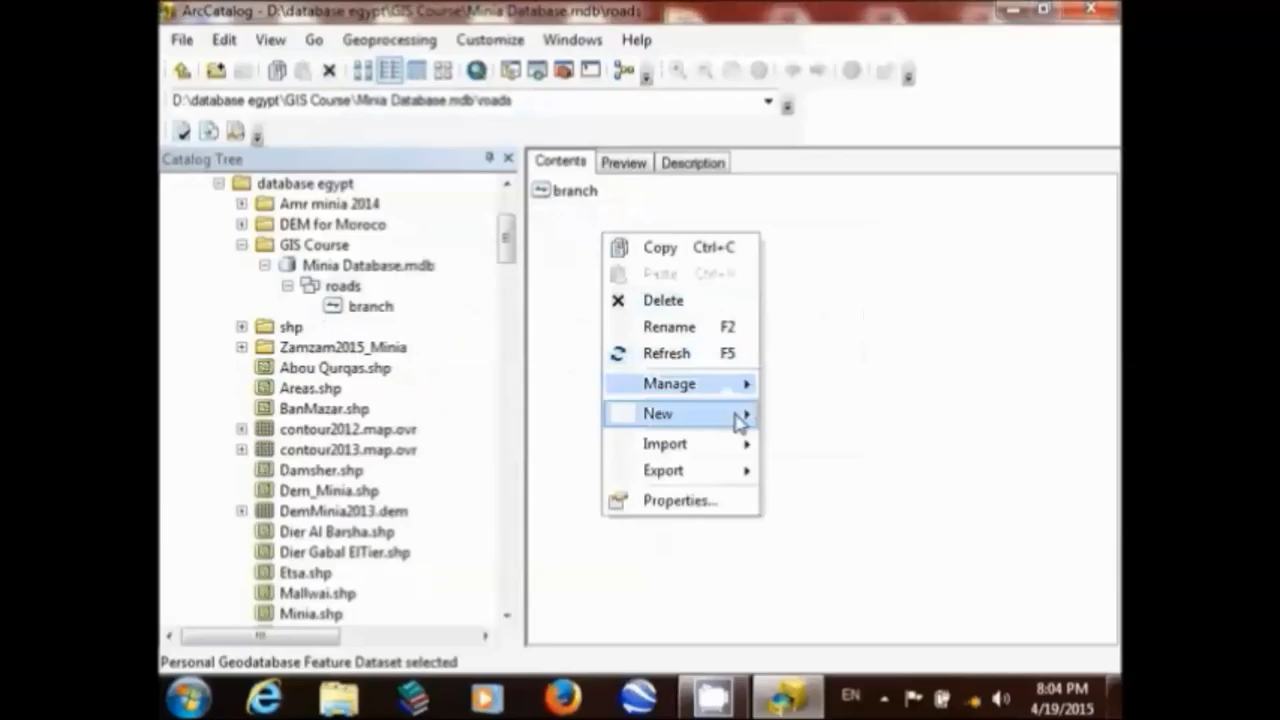 ArcCatalog - D:\database egypt\GIS Course\Minia Database.mdb\roads
File Edit View Go Geoprocessing Customize Windows Help
D:\database egypt\GIS Course\Minia Database.mdb\roads
Catalog Tree
database egypt
Amr minia 2014
DEM for Moroco
GIS Course
Minia Database.mdb
roads
branch
shp
Zamzam2015_Minia
Abou Qurqas.shp
Areas.shp
BanMazar.shp
contour2012.map.ovr
contour2013.map.ovr
Damsher.shp
Dem_Minia.shp
DemMinia2013.dem
Dier Al Barsha.shp
Dier Gabal ElTier.shp
Etsa.shp
Mallwai.shp
Minia.shp
Contents Preview Description
branch
Copy Ctrl+C
Paste Ctrl+V
Delete
Rename F2
Refresh F5
Manage
New
Import
Export
Properties...
Personal Geodatabase Feature Dataset selected
EN
8:04 PM
4/19/2015